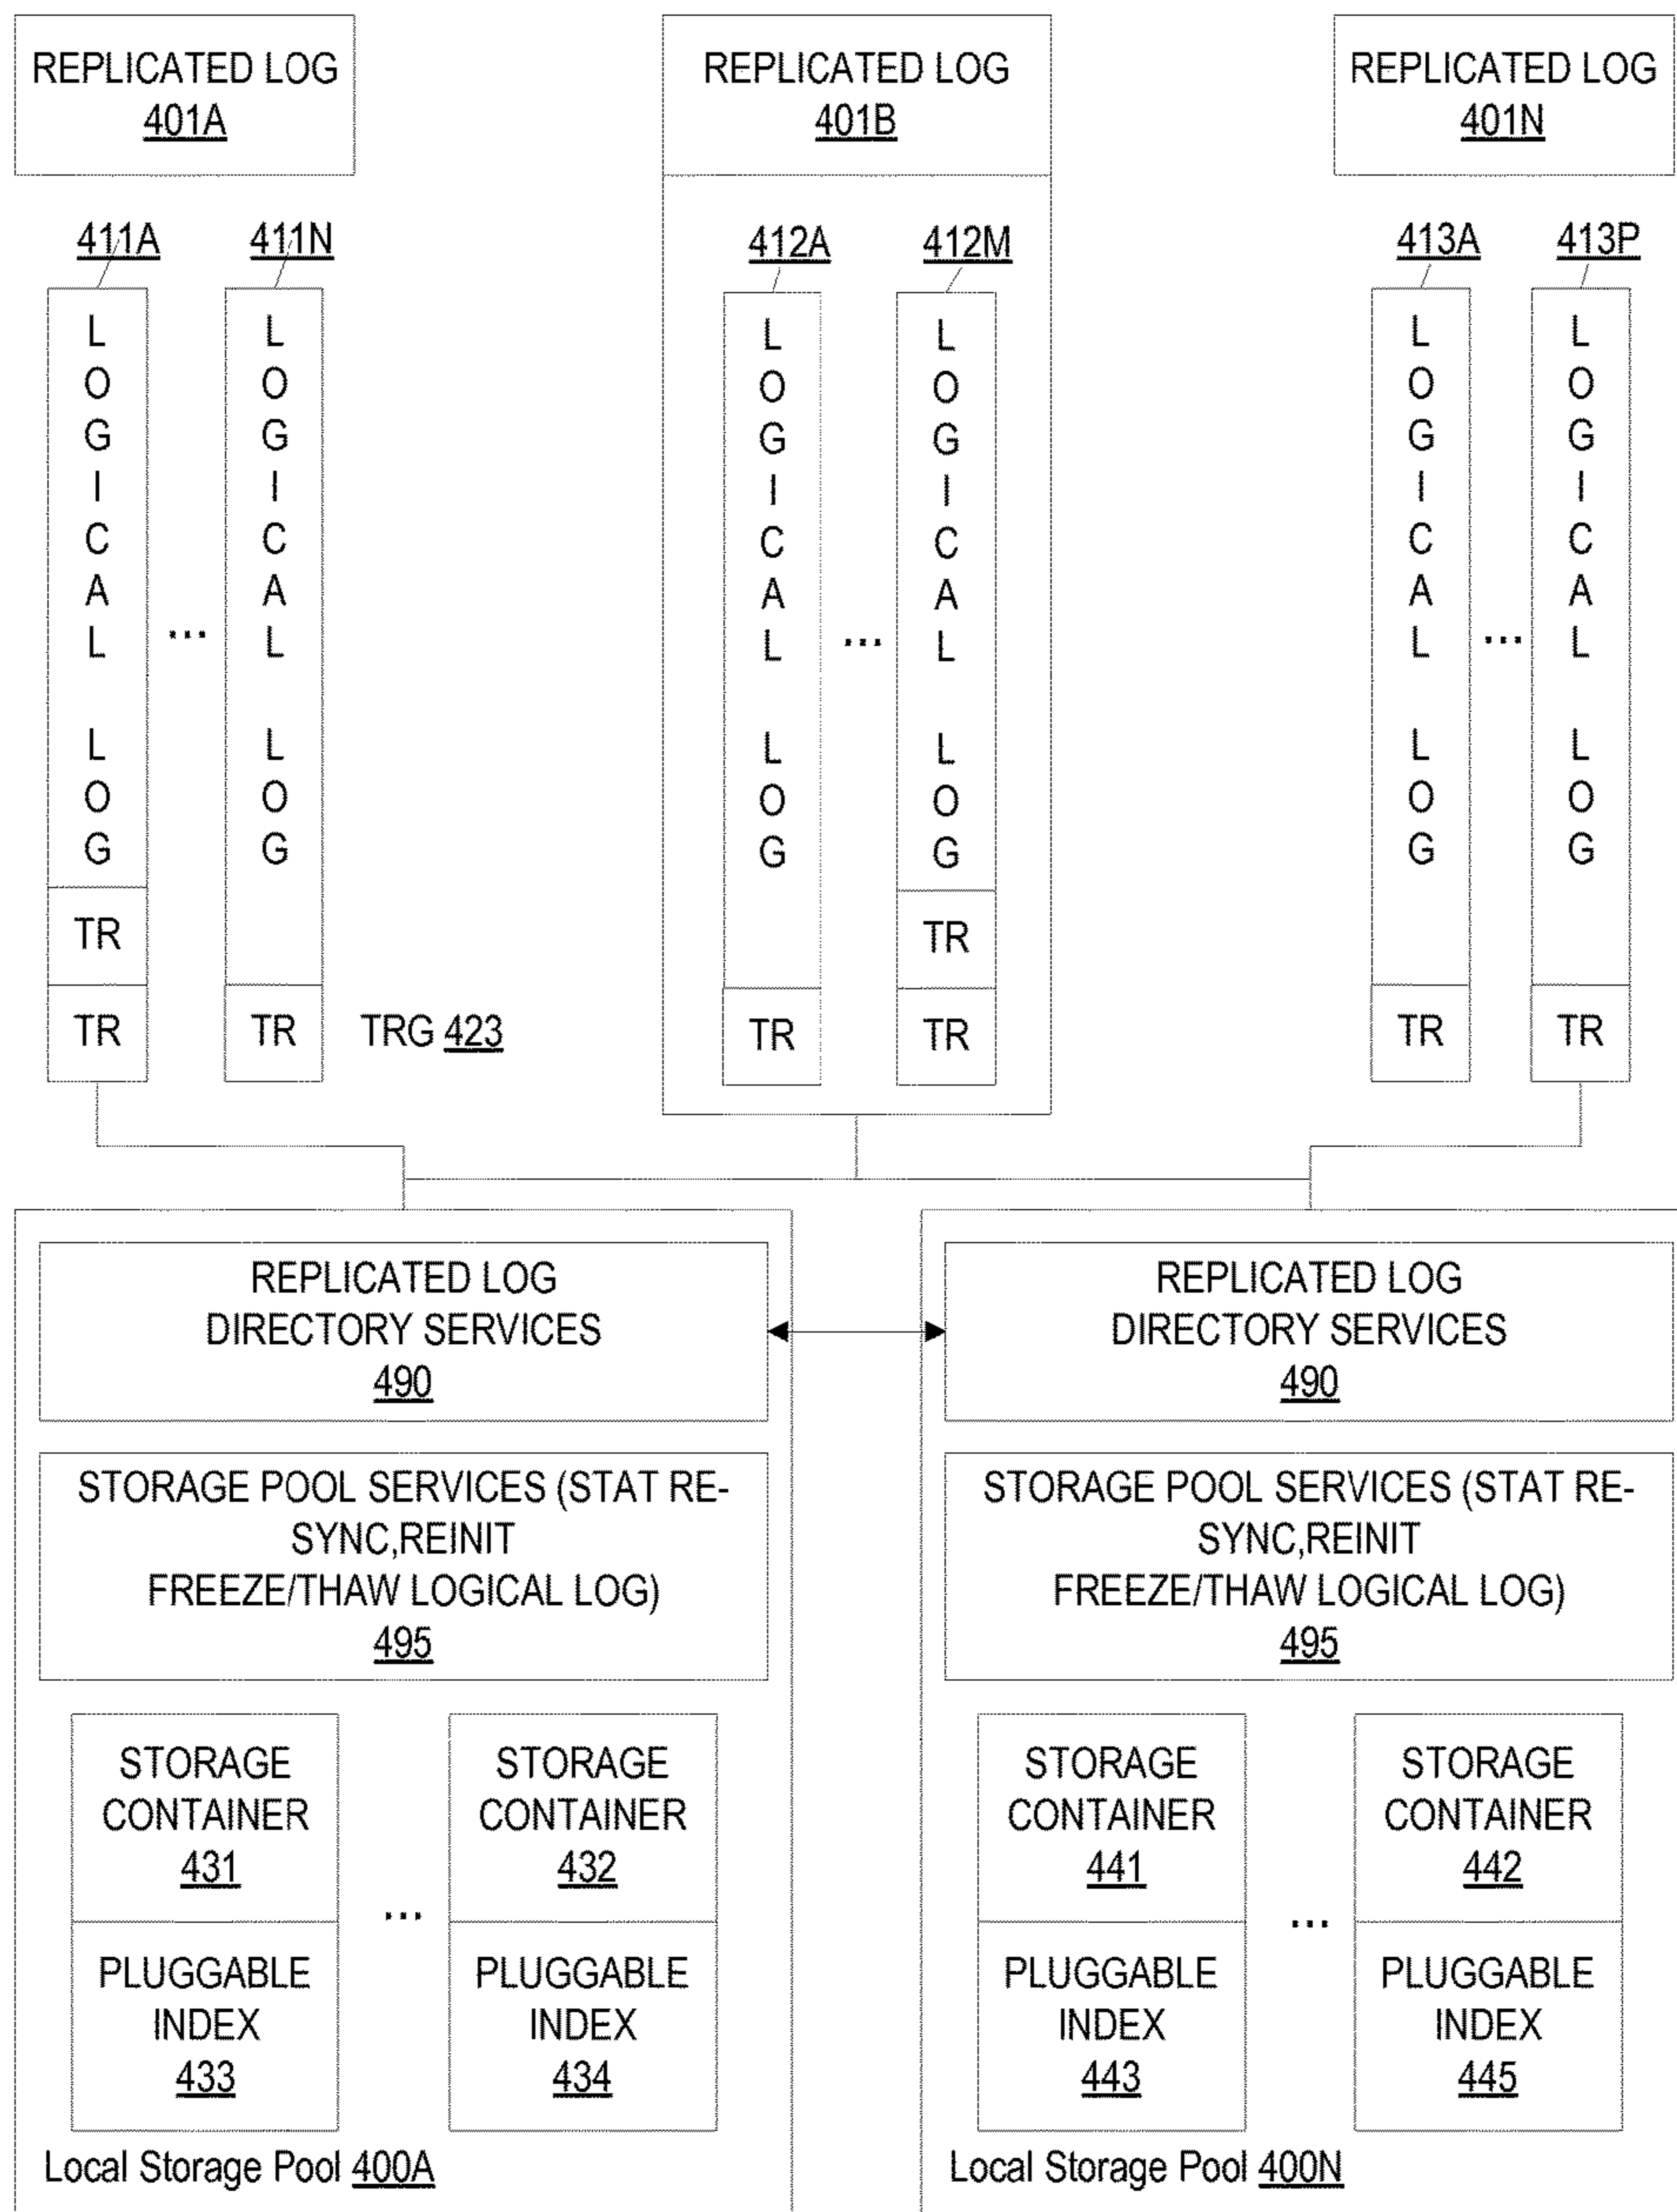 REPLICATED LOG
401A
REPLICATED LOG
401B
REPLICATED LOG
401N
411A
411N
412A
412M
413A
413P
LOGICAL LOG
LOGICAL LOG
LOGICAL LOG
LOGICAL LOG
LOGICAL LOG
LOGICAL LOG
...
...
...
TR
TR
TR
TR
TRG 423
TR
TR
TR
TR
REPLICATED LOG
DIRECTORY SERVICES
490
STORAGE POOL SERVICES (STAT RE-
SYNC,REINIT
FREEZE/THAW LOGICAL LOG)
495
STORAGE
CONTAINER
431
PLUGGABLE
INDEX
433
...
STORAGE
CONTAINER
432
PLUGGABLE
INDEX
434
Local Storage Pool 400A
REPLICATED LOG
DIRECTORY SERVICES
490
STORAGE POOL SERVICES (STAT RE-
SYNC,REINIT
FREEZE/THAW LOGICAL LOG)
495
STORAGE
CONTAINER
441
PLUGGABLE
INDEX
443
...
STORAGE
CONTAINER
442
PLUGGABLE
INDEX
445
Local Storage Pool 400N